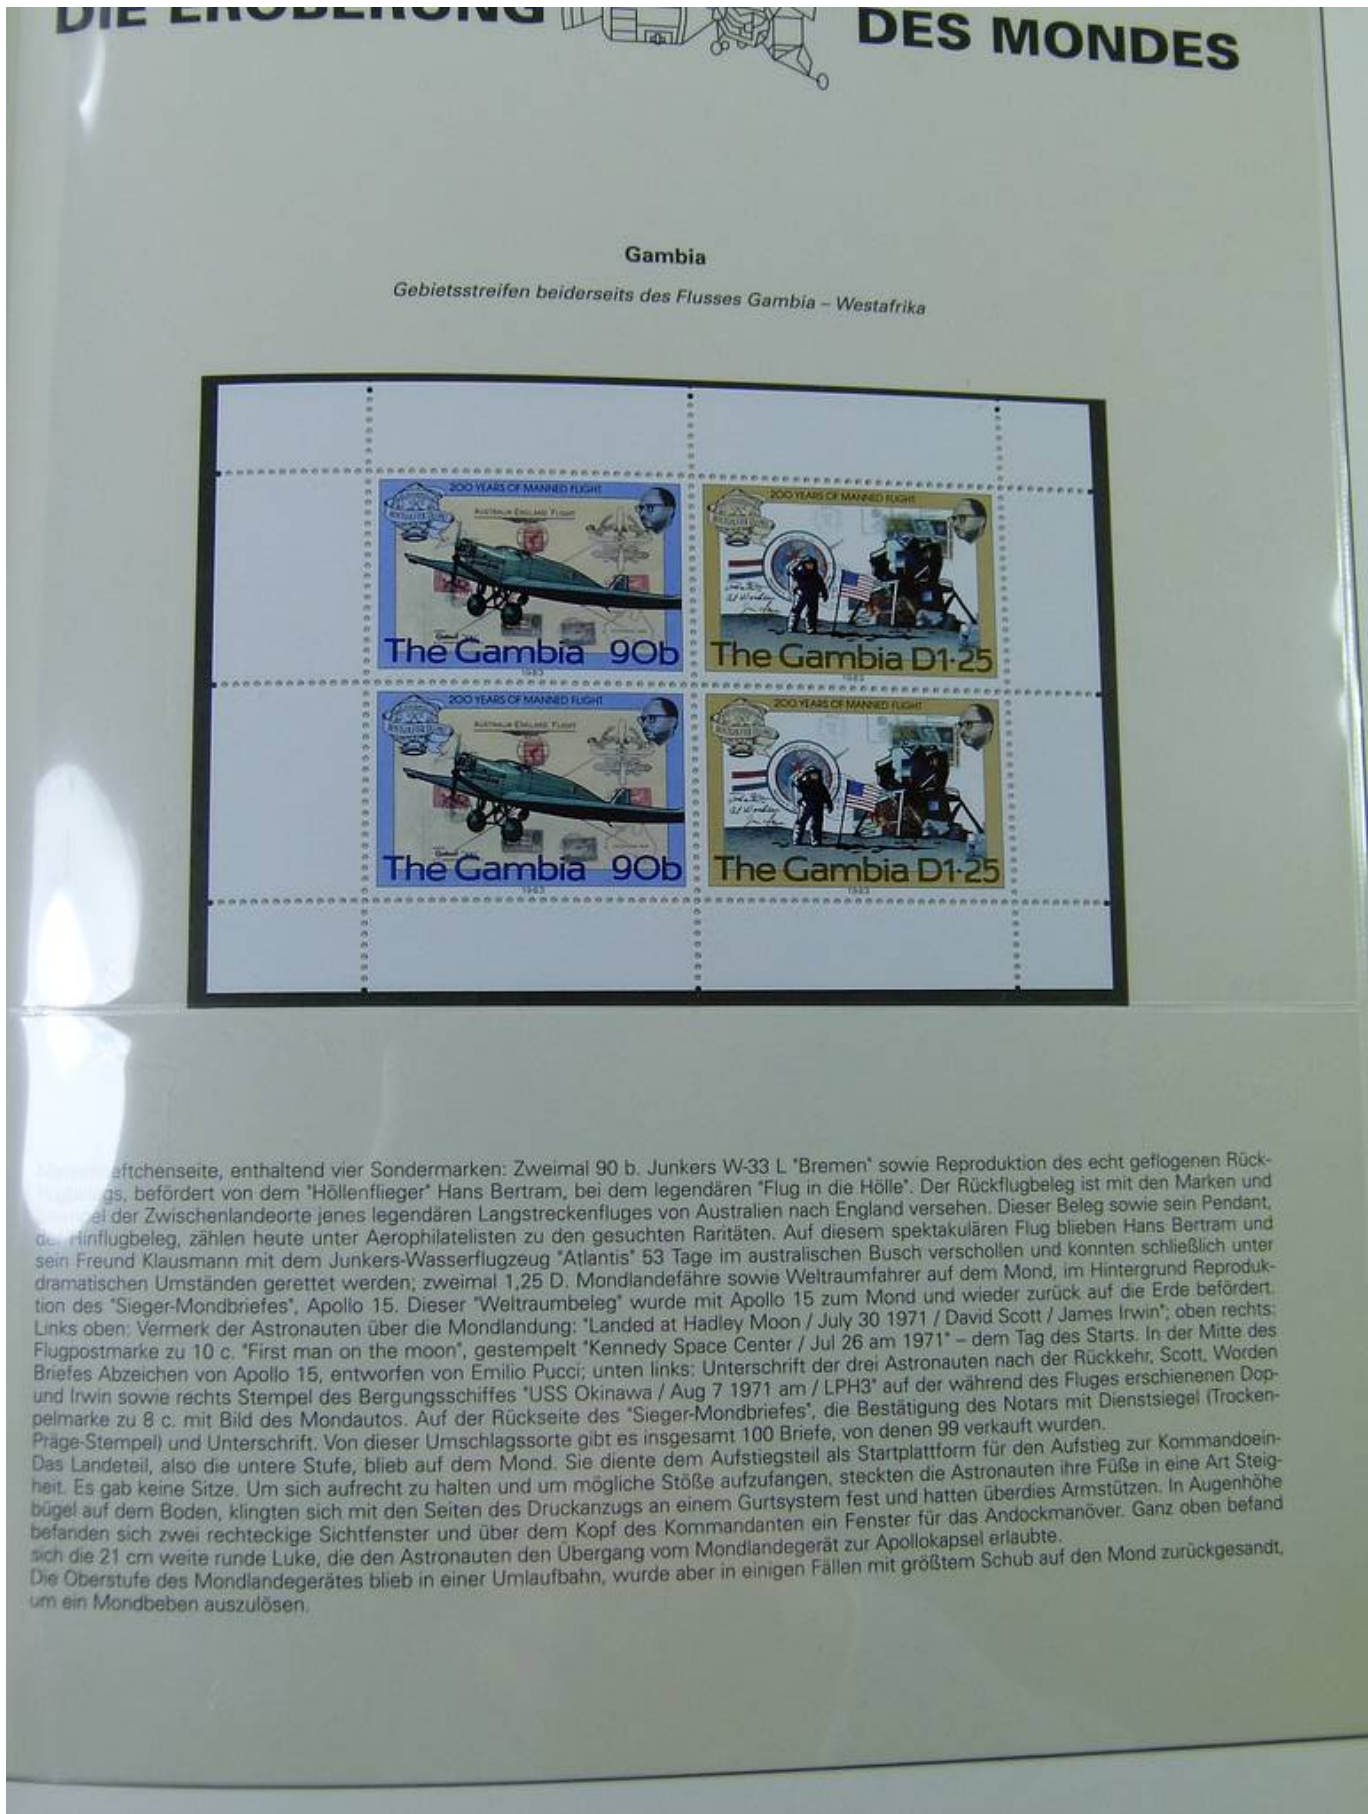 DIE EROBERUNG DES MONDES
Gambia
Gebietsstreifen beiderseits des Flusses Gambia – Westafrika
200 YEARS OF MANNED FLIGHT
AUSTRALIA-ENGLAND FLIGHT
The Gambia 90b
1983
200 YEARS OF MANNED FLIGHT
The Gambia D1·25
1983
200 YEARS OF MANNED FLIGHT
AUSTRALIA-ENGLAND FLIGHT
The Gambia 90b
1983
200 YEARS OF MANNED FLIGHT
The Gambia D1·25
1983
eftchenseite, enthaltend vier Sondermarken: Zweimal 90 b. Junkers W-33 L "Bremen" sowie Reproduktion des echt geflogenen Rück-
gs, befördert von dem "Höllenflieger" Hans Bertram, bei dem legendären "Flug in die Hölle". Der Rückflugbeleg ist mit den Marken und
el der Zwischenlandeorte jenes legendären Langstreckenfluges von Australien nach England versehen. Dieser Beleg sowie sein Pendant,
der Hinflugbeleg, zählen heute unter Aerophilatelisten zu den gesuchten Raritäten. Auf diesem spektakulären Flug blieben Hans Bertram und
sein Freund Klausmann mit dem Junkers-Wasserflugzeug "Atlantis" 53 Tage im australischen Busch verschollen und konnten schließlich unter
dramatischen Umständen gerettet werden; zweimal 1,25 D. Mondlandefähre sowie Weltraumfahrer auf dem Mond, im Hintergrund Reproduk-
tion des "Sieger-Mondbriefes", Apollo 15. Dieser "Weltraumbeleg" wurde mit Apollo 15 zum Mond und wieder zurück auf die Erde befördert.
Links oben: Vermerk der Astronauten über die Mondlandung: "Landed at Hadley Moon / July 30 1971 / David Scott / James Irwin"; oben rechts:
Flugpostmarke zu 10 c. "First man on the moon", gestempelt "Kennedy Space Center / Jul 26 am 1971" – dem Tag des Starts. In der Mitte des
Briefes Abzeichen von Apollo 15, entworfen von Emilio Pucci; unten links: Unterschrift der drei Astronauten nach der Rückkehr, Scott, Worden
und Irwin sowie rechts Stempel des Bergungsschiffes "USS Okinawa / Aug 7 1971 am / LPH3" auf der während des Fluges erschienenen Dop-
pelmarke zu 8 c. mit Bild des Mondautos. Auf der Rückseite des "Sieger-Mondbriefes", die Bestätigung des Notars mit Dienstsiegel (Trocken-
Präge-Stempel) und Unterschrift. Von dieser Umschlagssorte gibt es insgesamt 100 Briefe, von denen 99 verkauft wurden.
Das Landeteil, also die untere Stufe, blieb auf dem Mond. Sie diente dem Aufstiegsteil als Startplattform für den Aufstieg zur Kommandoein-
heit. Es gab keine Sitze. Um sich aufrecht zu halten und um mögliche Stöße aufzufangen, steckten die Astronauten ihre Füße in eine Art Steig-
bügel auf dem Boden, klingten sich mit den Seiten des Druckanzugs an einem Gurtsystem fest und hatten überdies Armstützen. In Augenhöhe
befanden sich zwei rechteckige Sichtfenster und über dem Kopf des Kommandanten ein Fenster für das Andockmanöver. Ganz oben befand
sich die 21 cm weite runde Luke, die den Astronauten den Übergang vom Mondlandegerät zur Apollokapsel erlaubte.
Die Oberstufe des Mondlandegerätes blieb in einer Umlaufbahn, wurde aber in einigen Fällen mit größtem Schub auf den Mond zurückgesandt,
um ein Mondbeben auszulösen.